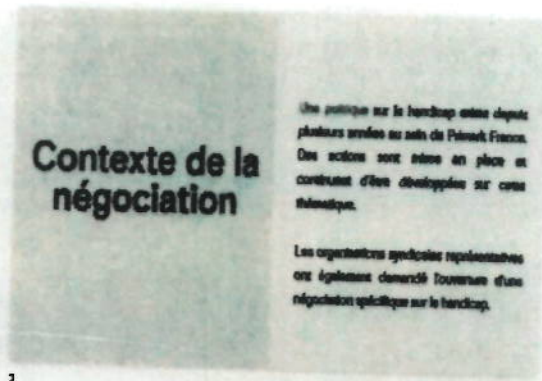 Contexte de la
négociation
Une politique sur le handicap existe depuis
plusieurs années au sein de Primark France.
Des actions sont mises en place et
continuent d'être développées sur cette
thématique.
Les organisations syndicales représentatives
ont également demandé l'ouverture d'une
négociation spécifique sur le handicap.